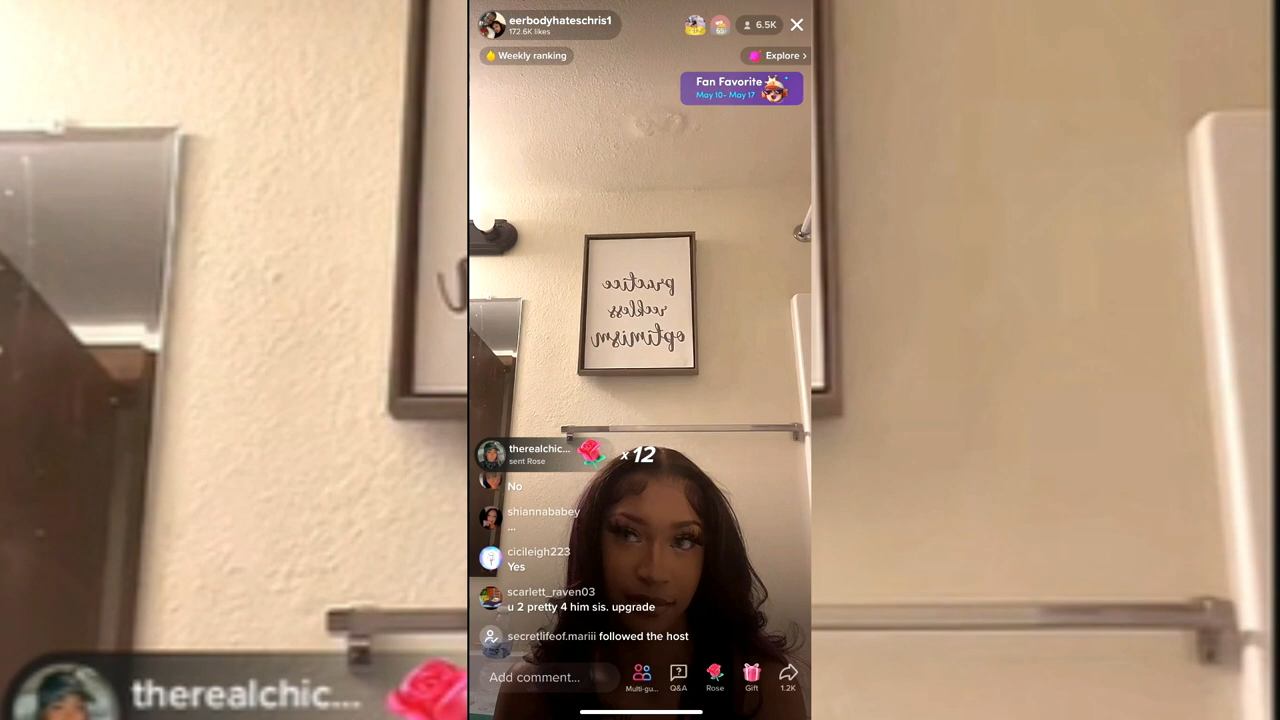 eerbodyhateschris1
172.6K likes
6.5K
Weekly ranking
Explore ›
Fan Favorite
May 10- May 17
practice
reckless
optimism
therealchic...
sent Rose
x 12
No
shiannababey
...
cicileigh223
Yes
scarlett_raven03
u 2 pretty 4 him sis. upgrade
secretlifeof.mariii followed the host
Add comment...
Multi-gu...
Q&A
Rose
Gift
1.2K
therealchic...